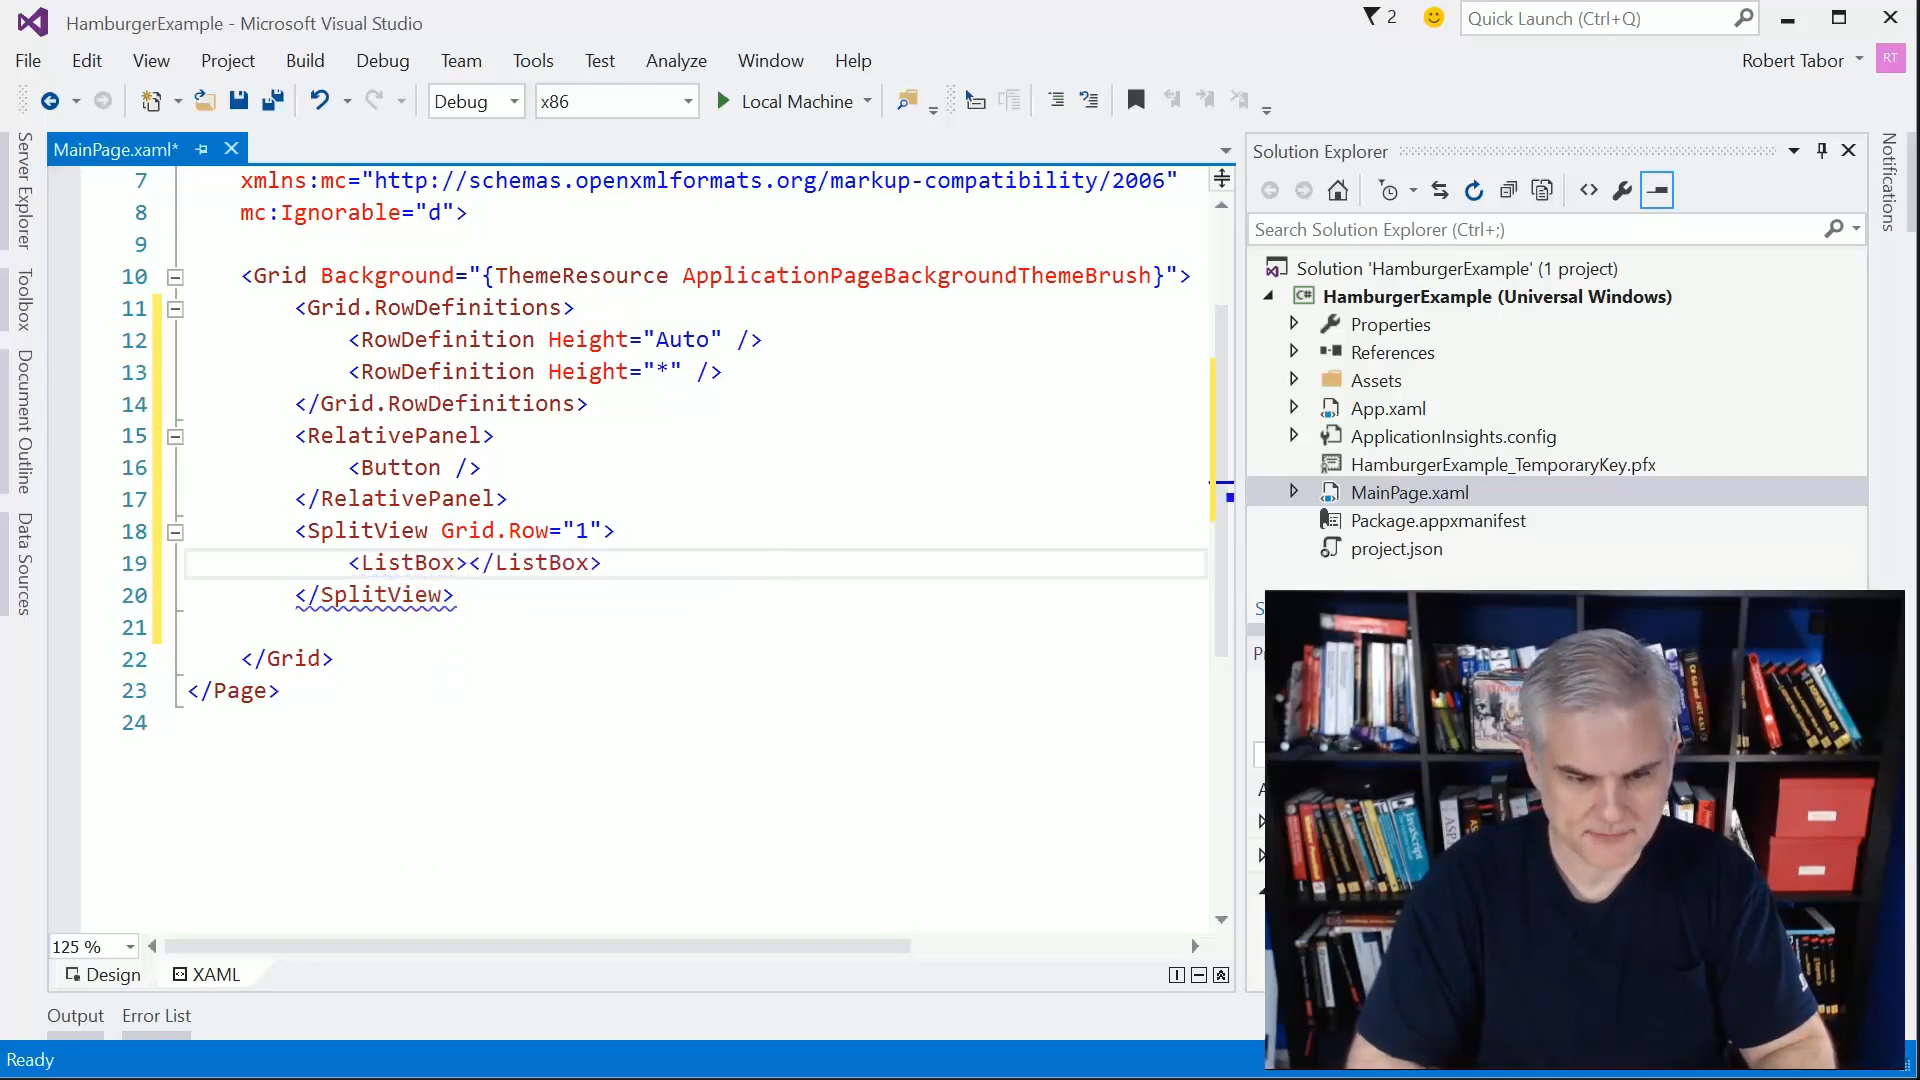 HamburgerExample - Microsoft Visual Studio
2
Quick Launch (Ctrl+Q)
File Edit View Project Build Debug Team Tools Test Analyze Window Help
Robert Tabor
RT
Debug
x86
Local Machine
Server Explorer
Toolbox
Document Outline
Data Sources
MainPage.xaml*
7 xmlns:mc="http://schemas.openxmlformats.org/markup-compatibility/2006"
8 mc:Ignorable="d">
9
10 <Grid Background="{ThemeResource ApplicationPageBackgroundThemeBrush}">
11 <Grid.RowDefinitions>
12 <RowDefinition Height="Auto" />
13 <RowDefinition Height="*" />
14 </Grid.RowDefinitions>
15 <RelativePanel>
16 <Button />
17 </RelativePanel>
18 <SplitView Grid.Row="1">
19 <ListBox></ListBox>
20 </SplitView>
21
22 </Grid>
23 </Page>
24
125 %
Design
XAML
Output Error List
Ready
Solution Explorer
Search Solution Explorer (Ctrl+;)
Solution 'HamburgerExample' (1 project)
C# HamburgerExample (Universal Windows)
Properties
References
Assets
App.xaml
ApplicationInsights.config
HamburgerExample_TemporaryKey.pfx
MainPage.xaml
Package.appxmanifest
project.json
Notifications
JavaScript